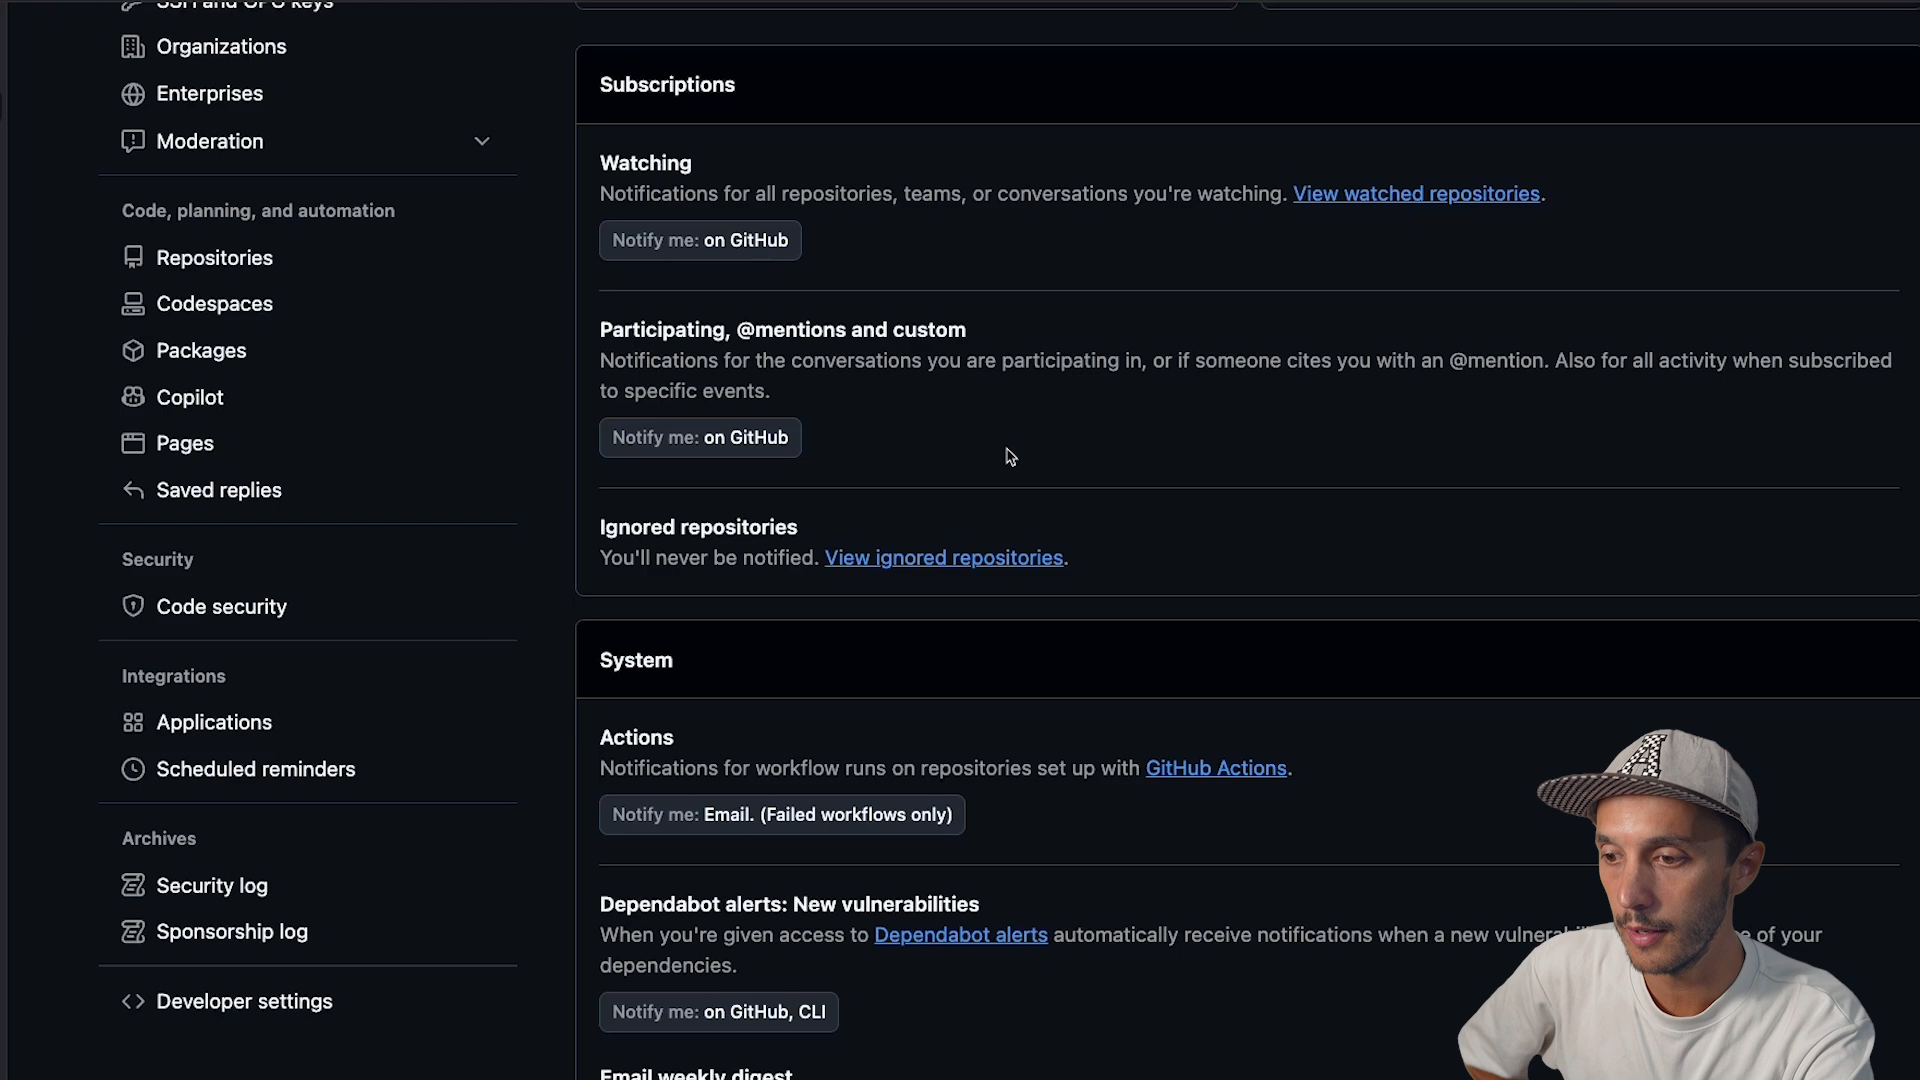 SSH and GPG keys
Organizations
Enterprises
Moderation
Code, planning, and automation
Repositories
Codespaces
Packages
Copilot
Pages
Saved replies
Security
Code security
Integrations
Applications
Scheduled reminders
Archives
Security log
Sponsorship log
Developer settings
Subscriptions
Watching
Notifications for all repositories, teams, or conversations you're watching. View watched repositories.
Notify me: on GitHub
Participating, @mentions and custom
Notifications for the conversations you are participating in, or if someone cites you with an @mention. Also for all activity when subscribed
to specific events.
Notify me: on GitHub
Ignored repositories
You'll never be notified. View ignored repositories.
System
Actions
Notifications for workflow runs on repositories set up with GitHub Actions.
Notify me: Email. (Failed workflows only)
Dependabot alerts: New vulnerabilities
When you're given access to Dependabot alerts automatically receive notifications when a new of your
dependencies.
Notify me: on GitHub, CLI
Email weekly digest
A